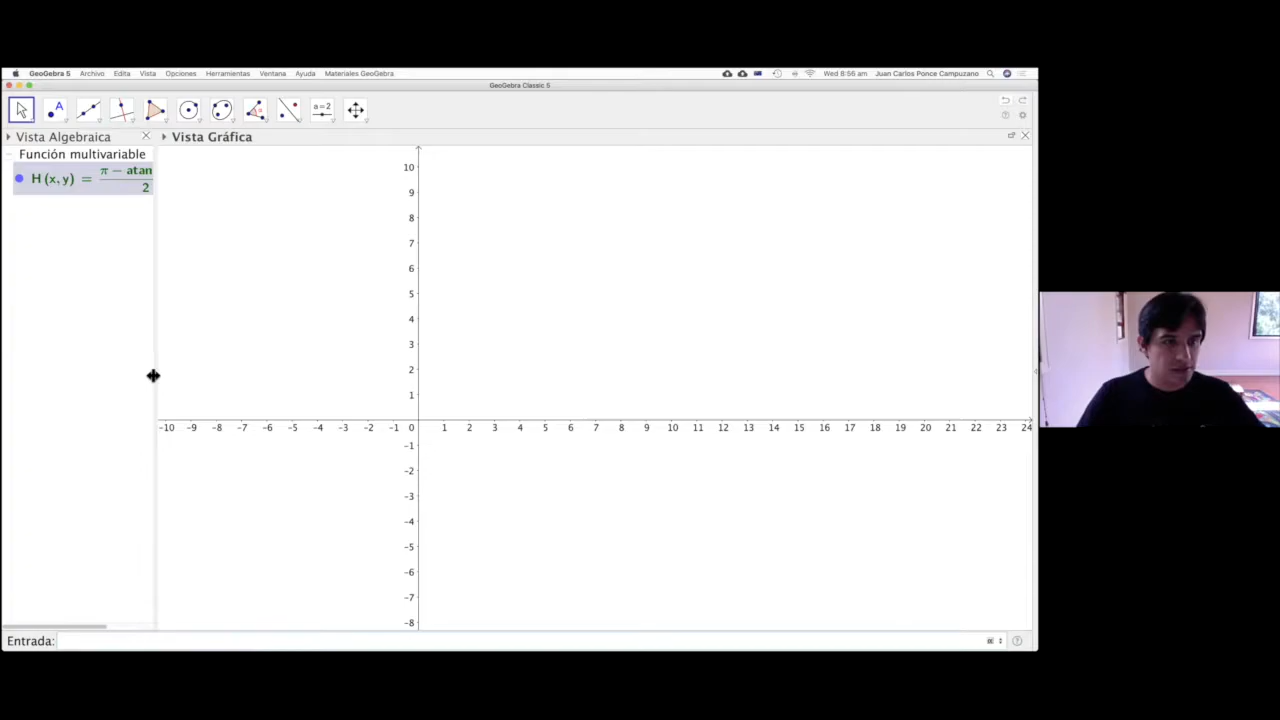 GeoGebra 5 Archivo Edita Vista Opciones Herramientas Ventana Ayuda Materiales GeoGebra Wed 8:56 am Juan Carlos Ponce Campuzano
GeoGebra Classic 5
A a=2
Vista Algebraica Vista Gráfica
Función multivariable
H(x,y) = π − atan
2
10
9
8
7
6
5
4
3
2
1
-10 -9 -8 -7 -6 -5 -4 -3 -2 -1 0 1 2 3 4 5 6 7 8 9 10 11 12 13 14 15 16 17 18 19 20 21 22 23 24
-1
-2
-3
-4
-5
-6
-7
-8
Entrada: